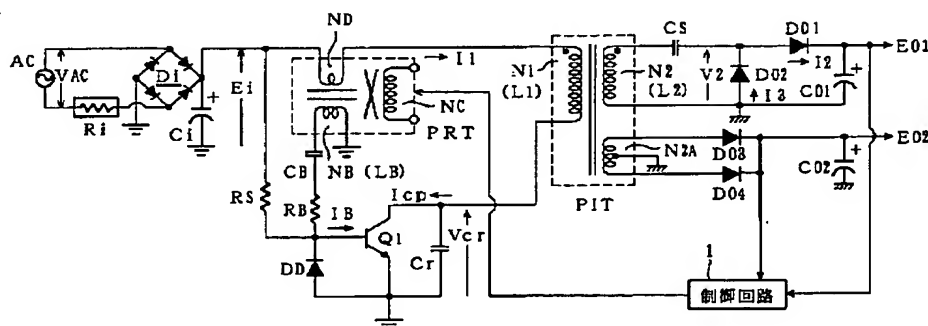 ND
D01
E01
AC
VAC
Di
Ei
I1
N1
(L1)
CS
V2
N2
(L2)
D02
I2
I3
C01
Ri
Ci
NC
PRT
CB
NB (LB)
N2A
D03
D04
E02
C02
PIT
RS
RB
IB
Icp
Q1
Vcr
Cr
DD
1
制御回路